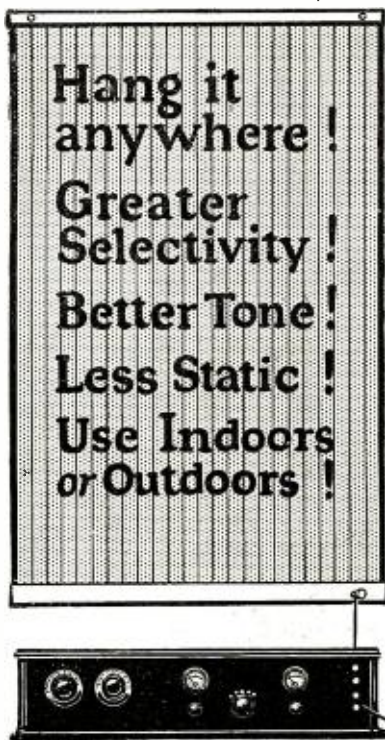 Hang it
anywhere !
Greater
Selectivity !
Better Tone !
Less Static !
Use Indoors
or Outdoors !